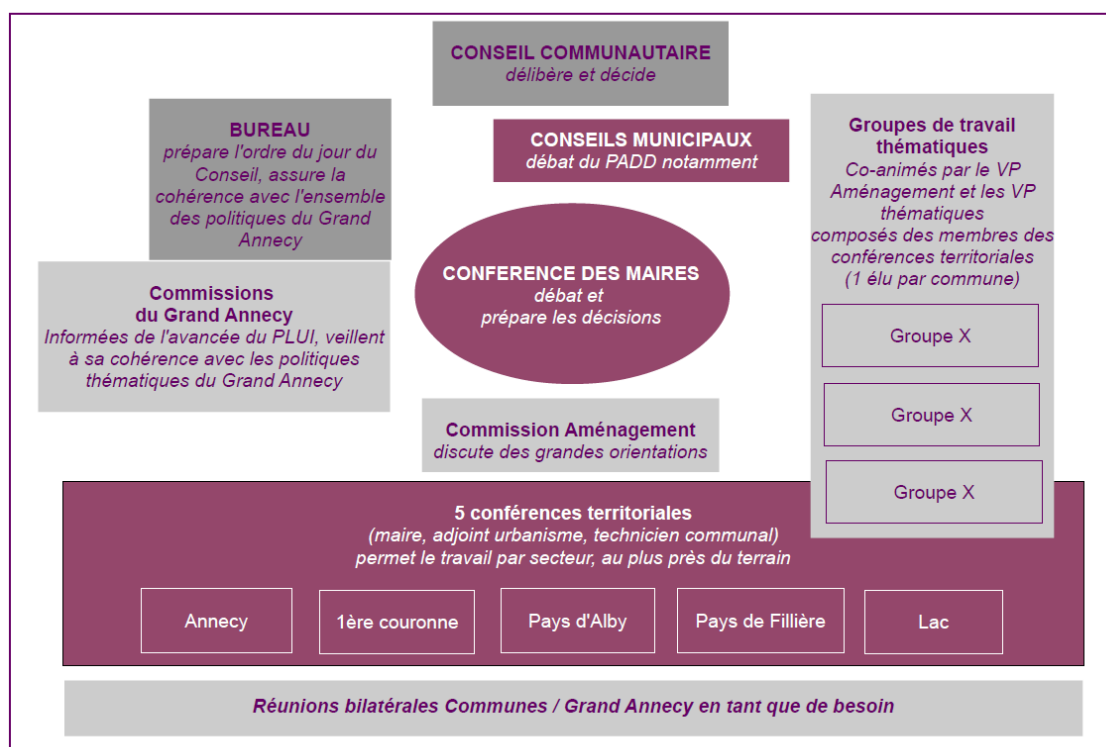 CONSEIL COMMUNAUTAIRE
délibère et décide
BUREAU
prépare l'ordre du jour du
Conseil, assure la
cohérence avec l'ensemble
des politiques du Grand
Annecy
CONSEILS MUNICIPAUX
débat du PADD notamment
Groupes de travail
thématiques
Co-animés par le VP
Aménagement et les VP
thématiques
composés des membres des
conférences territoriales
(1 élu par commune)
Groupe X
Groupe X
Groupe X
CONFERENCE DES MAIRES
débat et
prépare les décisions
Commissions
du Grand Annecy
Informées de l'avancée du PLUI, veillent
à sa cohérence avec les politiques
thématiques du Grand Annecy
Commission Aménagement
discute des grandes orientations
5 conférences territoriales
(maire, adjoint urbanisme, technicien communal)
permet le travail par secteur, au plus près du terrain
Annecy
1ère couronne
Pays d'Alby
Pays de Fillière
Lac
Réunions bilatérales Communes / Grand Annecy en tant que de besoin